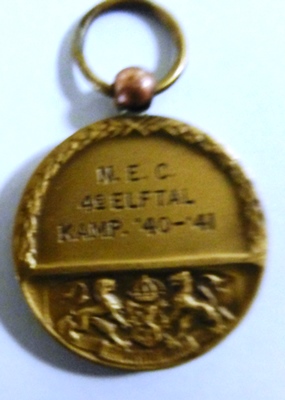 N. E. C.
4e ELFTAL
KAMP. '40-'41